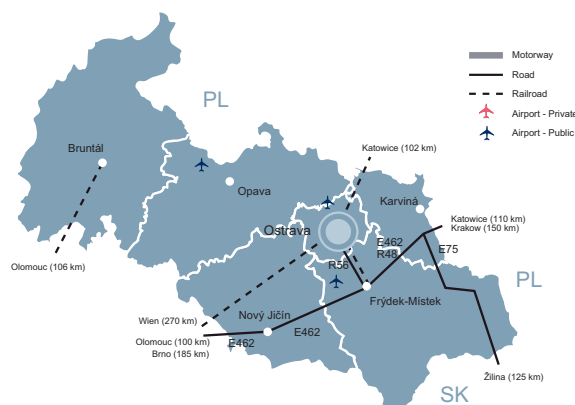 Motorway
Road
Railroad
Airport - Private
Airport - Public
PL
Bruntál
Katowice (102 km)
Opava
Karviná
Ostrava
Katowice (110 km)
Krakow (150 km)
E462
R48
E75
R56
Olomouc (106 km)
PL
Frýdek-Místek
Wien (270 km)
Nový Jičín
Olomouc (100 km)
E462
E462
Brno (185 km)
Žilina (125 km)
SK